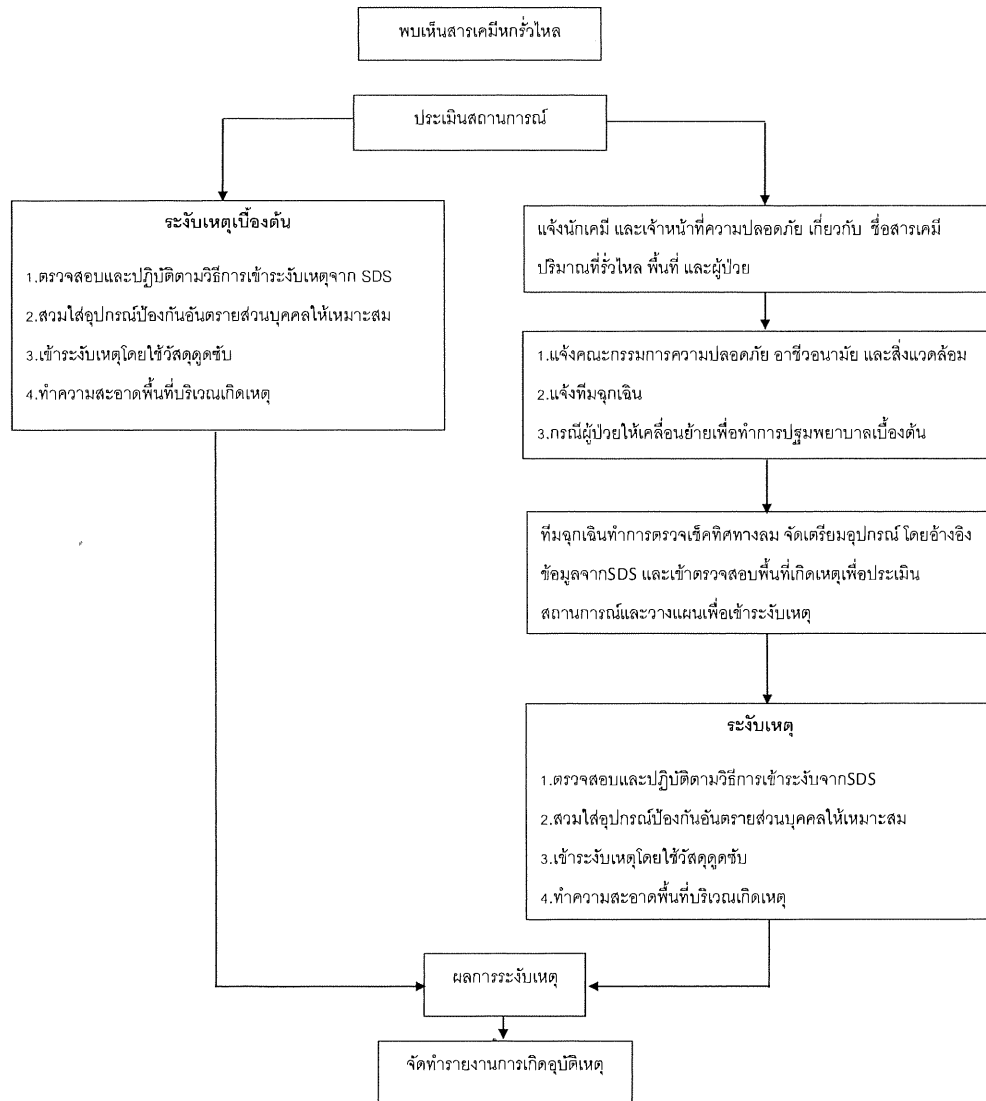 พบเห็นสารเคมีหกรั่วไหล
ประเมินสถานการณ์
ระงับเหตุเบื้องต้น
1.ตรวจสอบและปฏิบัติตามวิธีการเข้าระงับเหตุจาก SDS
2.สวมใส่อุปกรณ์ป้องกันอันตรายส่วนบุคคลให้เหมาะสม
3.เข้าระงับเหตุโดยใช้วัสดุดูดซับ
4.ทำความสะอาดพื้นที่บริเวณเกิดเหตุ
แจ้งนักเคมี และเจ้าหน้าที่ความปลอดภัย เกี่ยวกับ ชื่อสารเคมี
ปริมาณที่รั่วไหล พื้นที่ และผู้ป่วย
1.แจ้งคณะกรรมการความปลอดภัย อาชีวอนามัย และสิ่งแวดล้อม
2.แจ้งทีมฉุกเฉิน
3.กรณีผู้ป่วยให้เคลื่อนย้ายเพื่อทำการปฐมพยาบาลเบื้องต้น
ทีมฉุกเฉินทำการตรวจเช็คทิศทางลม จัดเตรียมอุปกรณ์ โดยอ้างอิง
ข้อมูลจากSDS และเข้าตรวจสอบพื้นที่เกิดเหตุเพื่อประเมิน
สถานการณ์และวางแผนเพื่อเข้าระงับเหตุ
ระงับเหตุ
1.ตรวจสอบและปฏิบัติตามวิธีการเข้าระงับจากSDS
2.สวมใส่อุปกรณ์ป้องกันอันตรายส่วนบุคคลให้เหมาะสม
3.เข้าระงับเหตุโดยใช้วัสดุดูดซับ
4.ทำความสะอาดพื้นที่บริเวณเกิดเหตุ
ผลการระงับเหตุ
จัดทำรายงานการเกิดอุบัติเหตุ